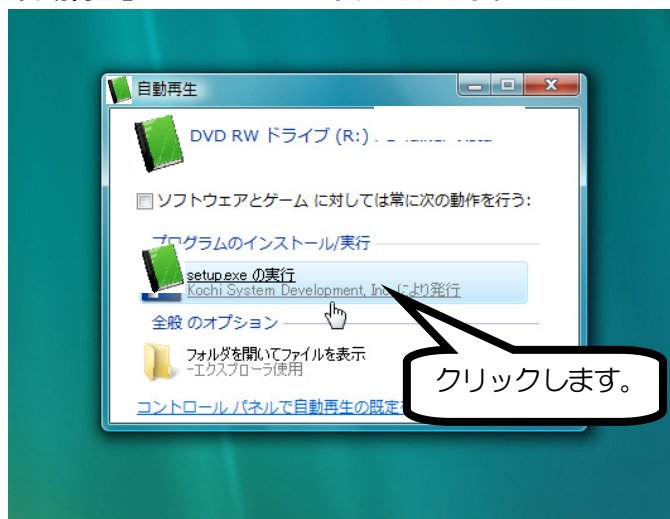 自動再生
DVD RW ドライブ (R:)
ソフトウェアとゲーム に対しては常に次の動作を行う:
プログラムのインストール/実行
setup.exe の実行
Kochi System Development, Inc. により発行
全般 のオプション
フォルダを開いてファイルを表示
-エクスプローラ使用
クリックします。
コントロール パネルで自動再生の既定